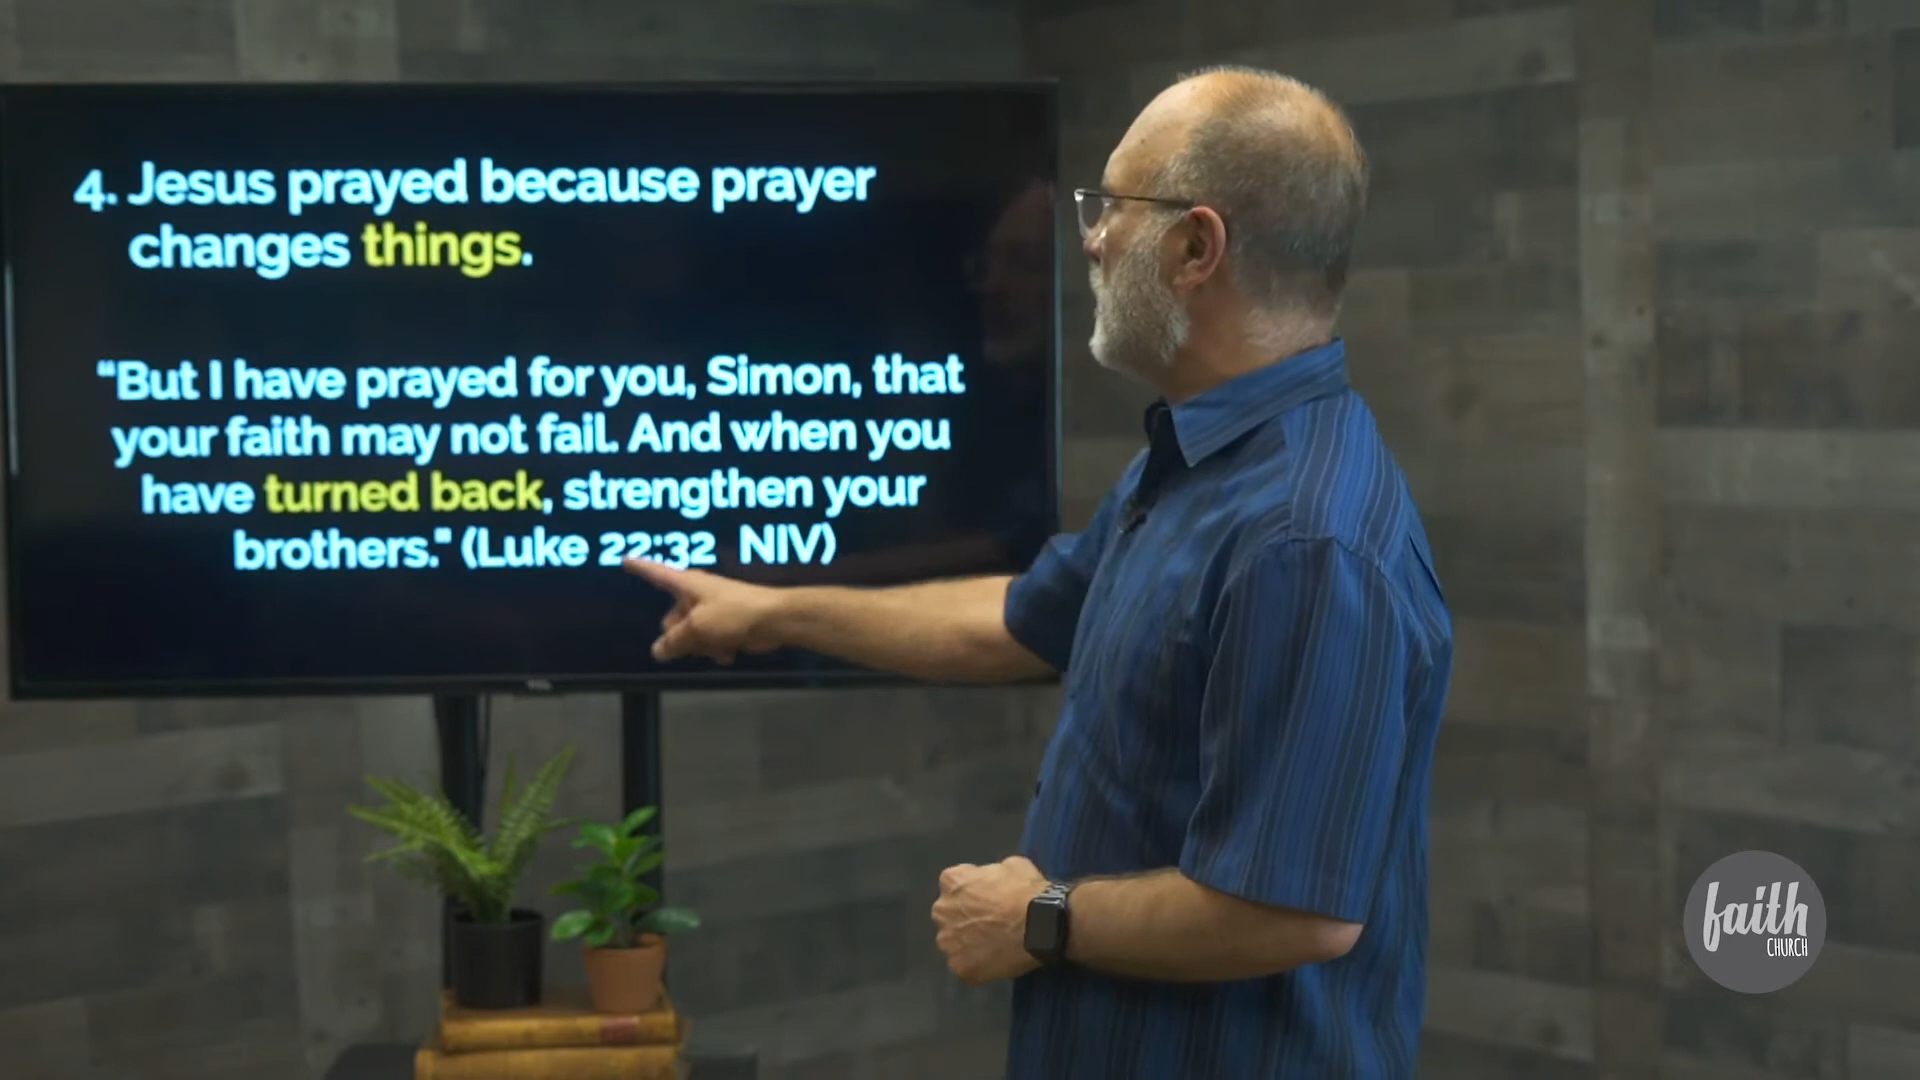 4. Jesus prayed because prayer
changes things.
“But I have prayed for you, Simon, that
your faith may not fail. And when you
have turned back, strengthen your
brothers." (Luke 22:32 NIV)
faith
CHURCH